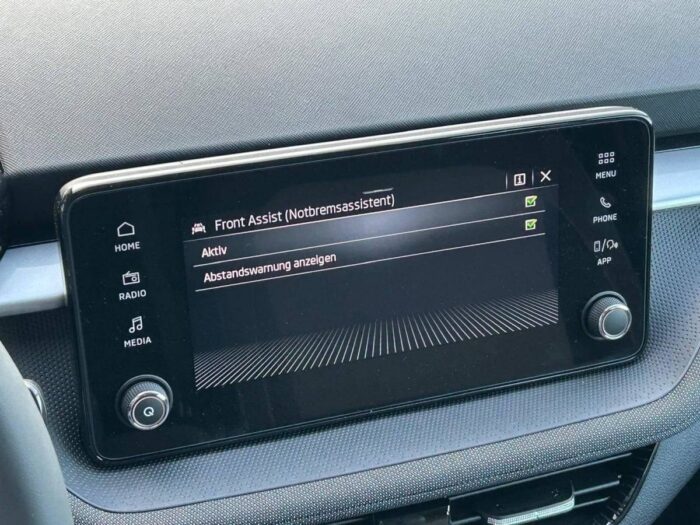 Front Assist (Notbremsassistent)
Aktiv
Abstandswarnung anzeigen
HOME
RADIO
MEDIA
MENU
PHONE
APP